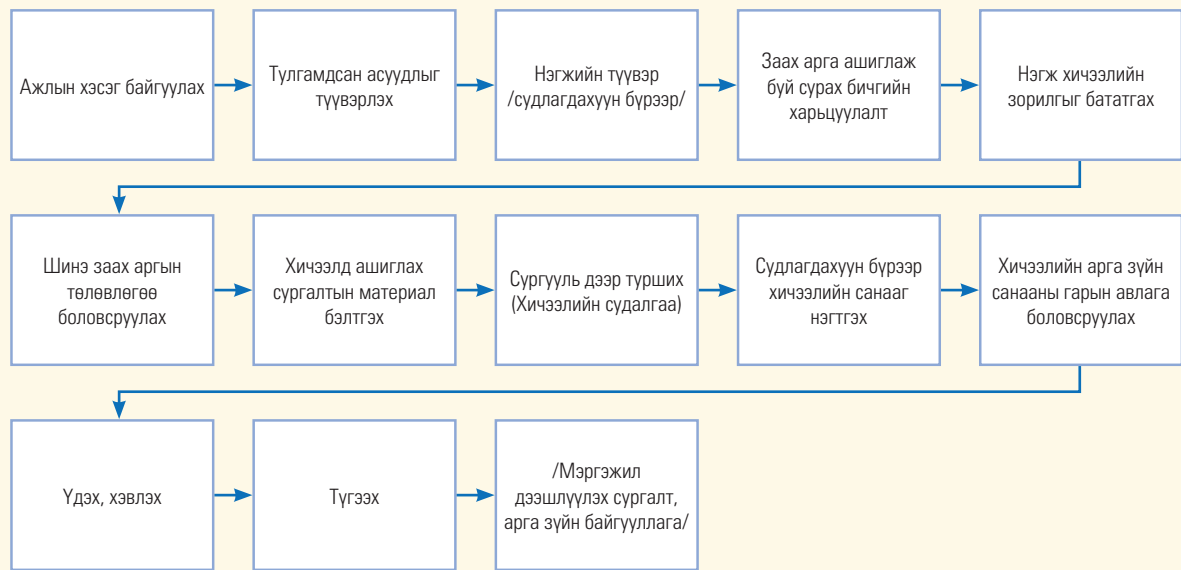 Ажлын хэсэг байгуулах
Тулгамдсан асуудлыг
түүвэрлэх
Нэгжийн түүвэр
/судлагдахуун бүрээр/
Заах арга ашиглаж
буй сурах бичгийн
харьцуулалт
Нэгж хичээлийн
зорилгыг бататгах
Шинэ заах аргын
төлөвлөгөө
боловсруулах
Хичээлд ашиглах
сургалтын материал
бэлтгэх
Сургууль дээр турших
(Хичээлийн судалгаа)
Судлагдахуун бүрээр
хичээлийн санааг
нэгтгэх
Хичээлийн арга зүйн
санааны гарын авлага
боловсруулах
Үдэх, хэвлэх
Түгээх
/Мэргэжил
дээшлүүлэх сургалт,
арга зүйн байгууллага/